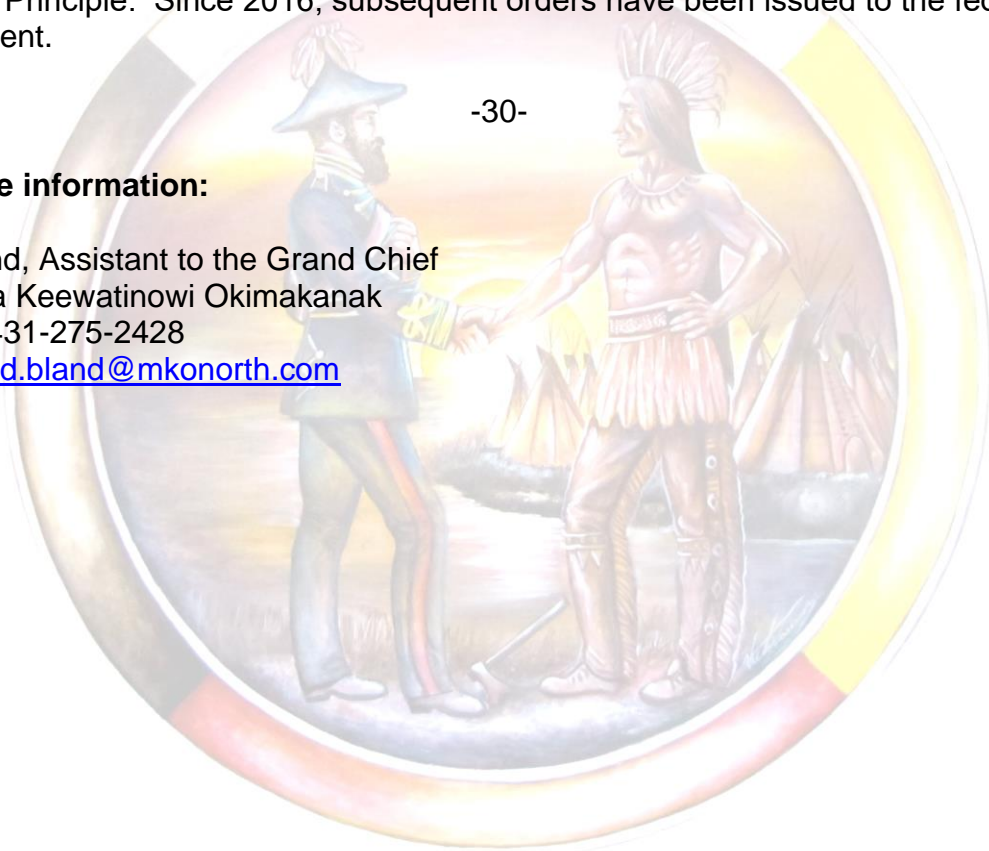 Principle. Since 2016, subsequent orders have been issued to the fed
ent.
-30-
e information:
nd, Assistant to the Grand Chief
a Keewatinowi Okimakanak
431-275-2428
d.bland@mkonorth.com